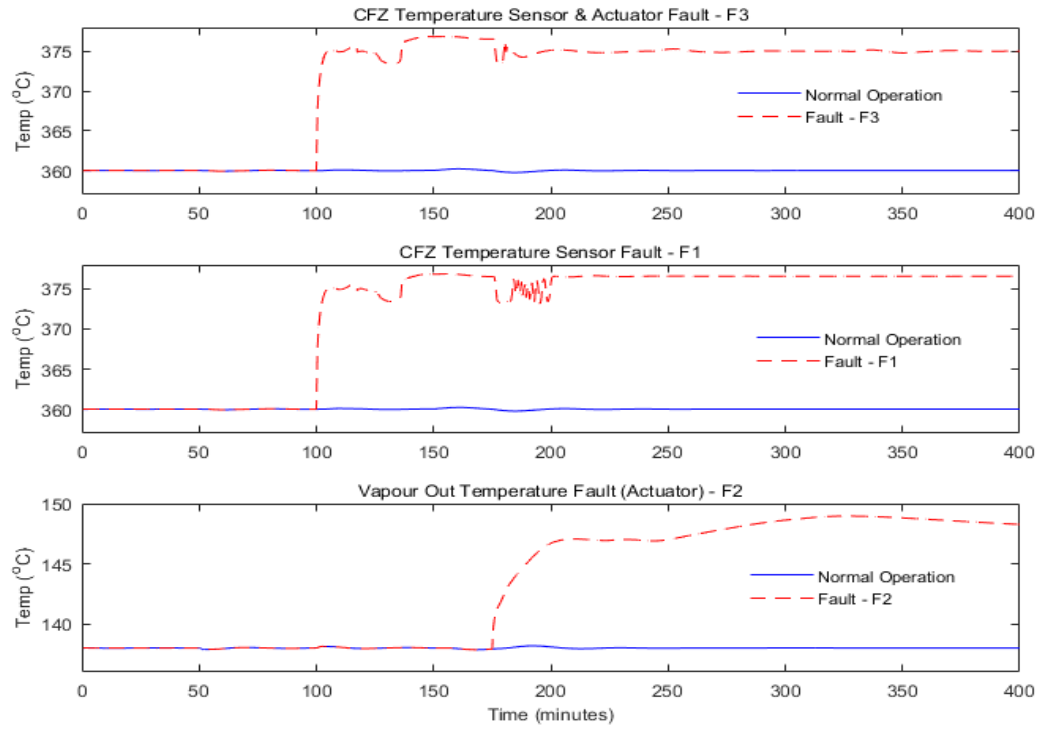 CFZ Temperature Sensor & Actuator Fault - F3
375
370
365
360
Temp (°C)
Normal Operation
Fault - F3
0 50 100 150 200 250 300 350 400
CFZ Temperature Sensor Fault - F1
375
370
365
360
Temp (°C)
Normal Operation
Fault - F1
0 50 100 150 200 250 300 350 400
Vapour Out Temperature Fault (Actuator) - F2
150
145
140
Temp (°C)
Normal Operation
Fault - F2
0 50 100 150 200 250 300 350 400
Time (minutes)